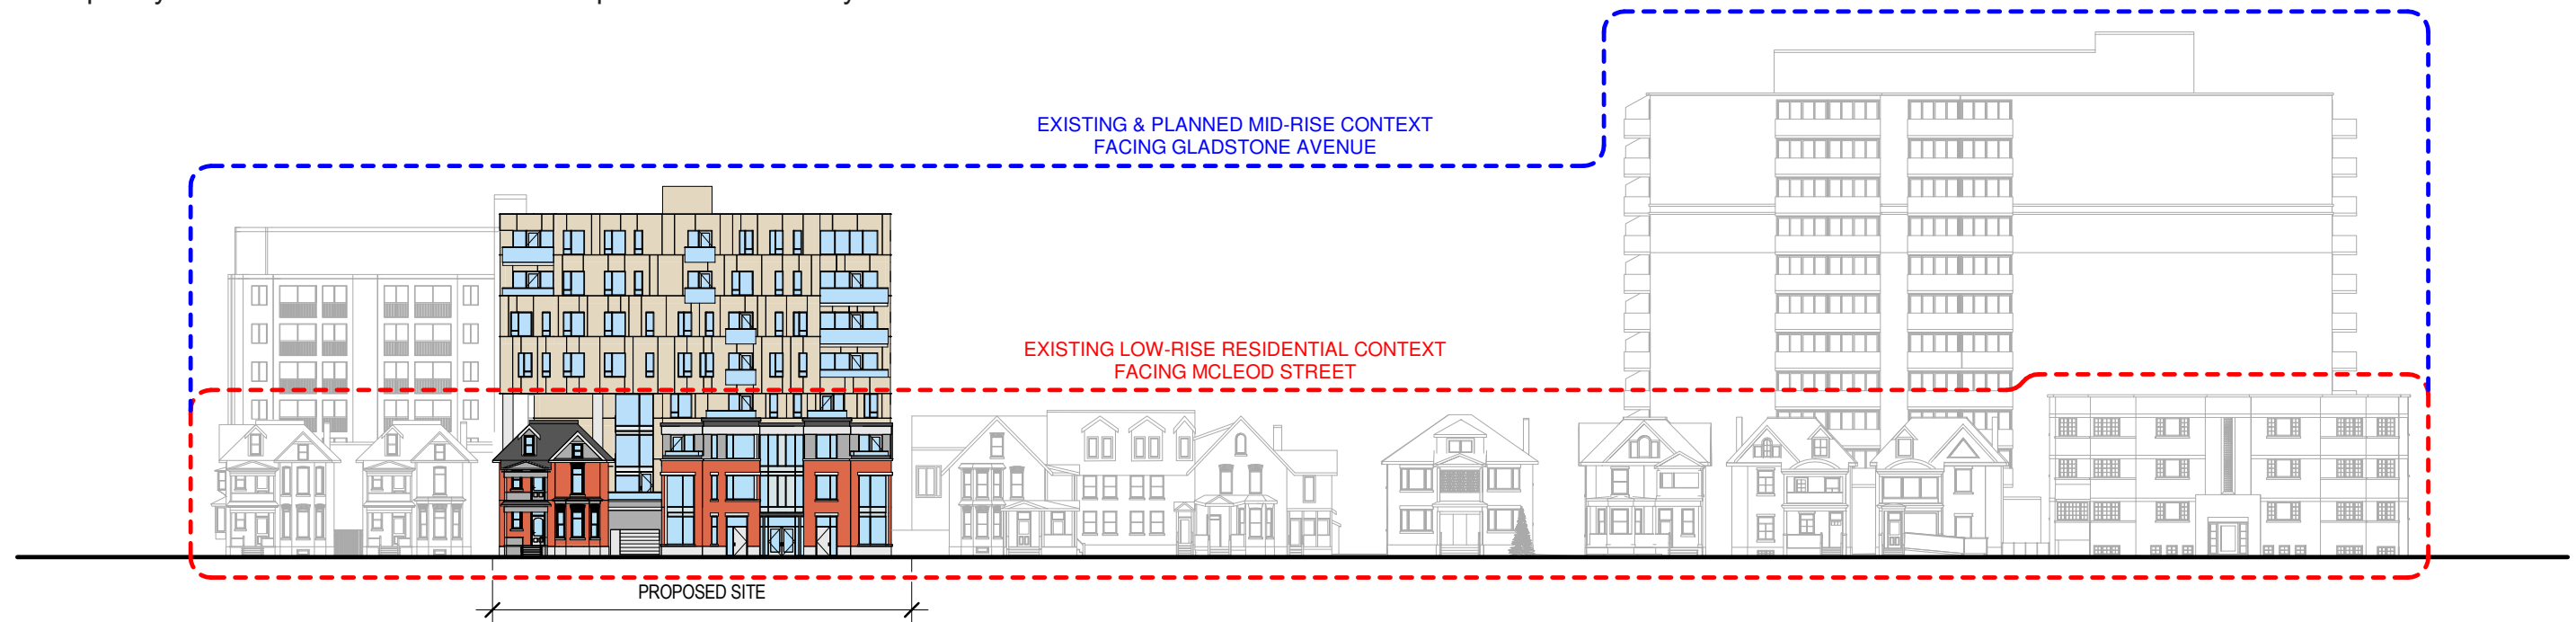 EXISTING & PLANNED MID-RISE CONTEXT
FACING GLADSTONE AVENUE
EXISTING LOW-RISE RESIDENTIAL CONTEXT
FACING MCLEOD STREET
PROPOSED SITE